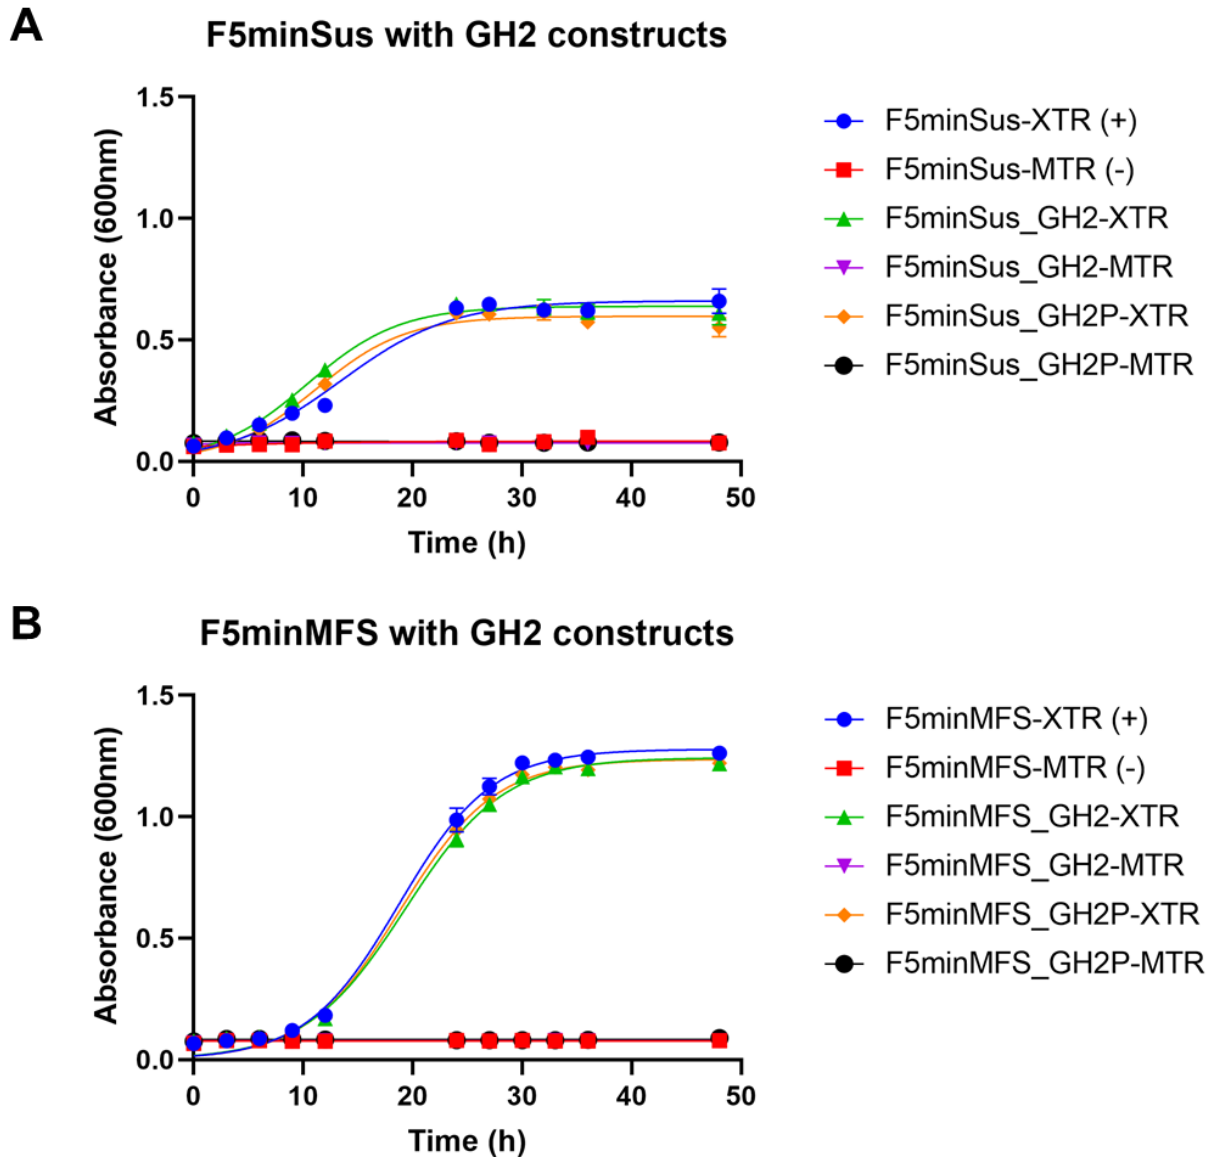 A
F5minSus with GH2 constructs
1.5
1.0
0.5
0.0
Absorbance (600nm)
0 10 20 30 40 50
Time (h)
F5minSus-XTR (+)
F5minSus-MTR (-)
F5minSus_GH2-XTR
F5minSus_GH2-MTR
F5minSus_GH2P-XTR
F5minSus_GH2P-MTR
B
F5minMFS with GH2 constructs
1.5
1.0
0.5
0.0
Absorbance (600nm)
0 10 20 30 40 50
Time (h)
F5minMFS-XTR (+)
F5minMFS-MTR (-)
F5minMFS_GH2-XTR
F5minMFS_GH2-MTR
F5minMFS_GH2P-XTR
F5minMFS_GH2P-MTR